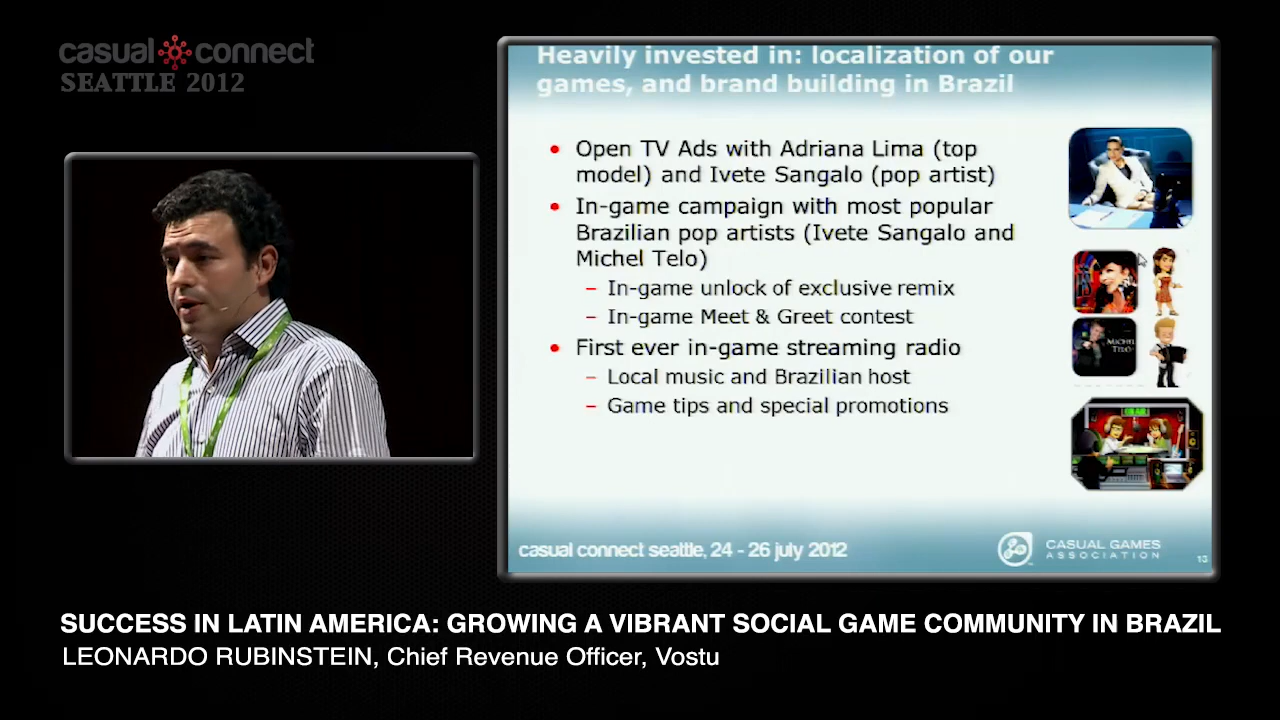 casual connect
SEATTLE 2012
Heavily invested in: localization of our
games, and brand building in Brazil
• Open TV Ads with Adriana Lima (top
model) and Ivete Sangalo (pop artist)
• In-game campaign with most popular
Brazilian pop artists (Ivete Sangalo and
Michel Telo)
– In-game unlock of exclusive remix
– In-game Meet & Greet contest
• First ever in-game streaming radio
– Local music and Brazilian host
– Game tips and special promotions
MICHEL
TELO
ON AIR
casual connect seattle, 24 - 26 july 2012
CASUAL GAMES
ASSOCIATION
13
SUCCESS IN LATIN AMERICA: GROWING A VIBRANT SOCIAL GAME COMMUNITY IN BRAZIL
LEONARDO RUBINSTEIN, Chief Revenue Officer, Vostu